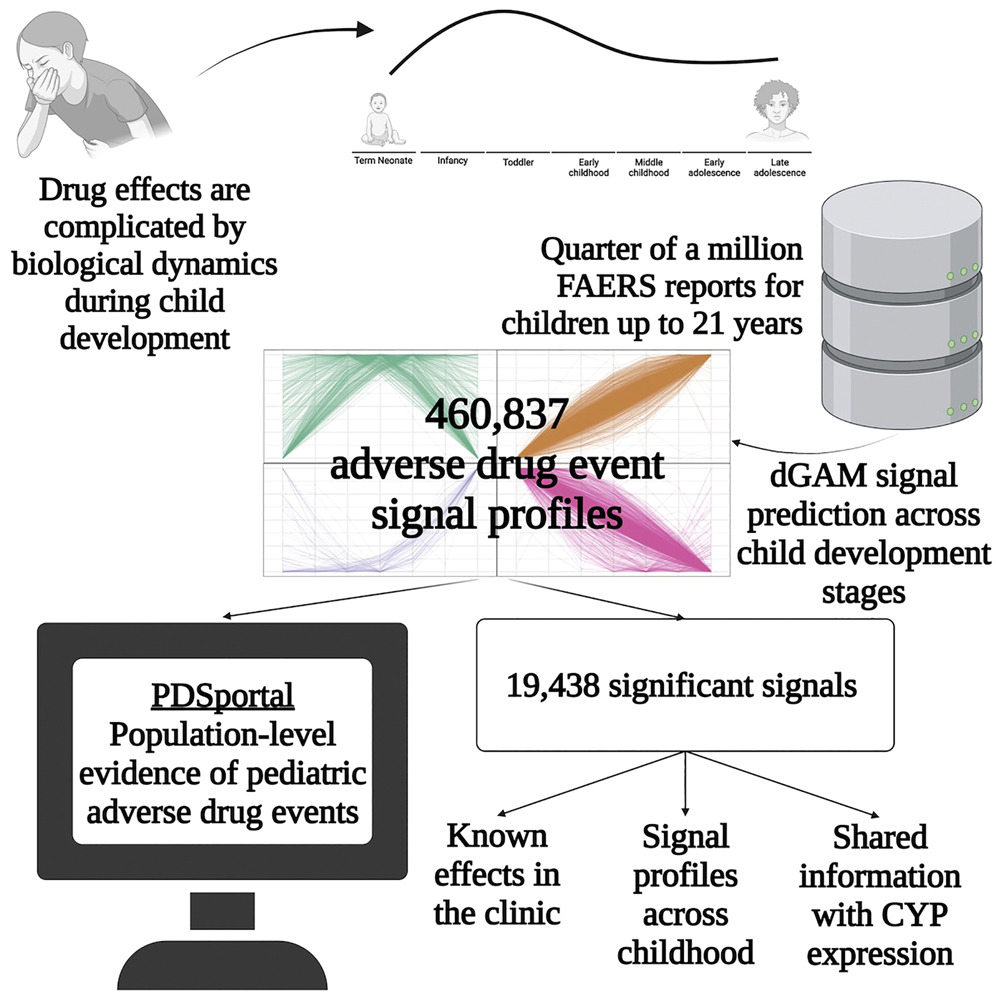 Term Neonate
Infancy
Toddler
Early
childhood
Middle
childhood
Early
adolescence
Late
adolescence
Drug effects are
complicated by
biological dynamics
during child
development
Quarter of a million
FAERS reports for
children up to 21 years
460,837
adverse drug event
signal profiles
dGAM signal
prediction across
child development
stages
PDSportal
Population-level
evidence of pediatric
adverse drug events
19,438 significant signals
Known
effects in
the clinic
Signal
profiles
across
childhood
Shared
information
with CYP
expression